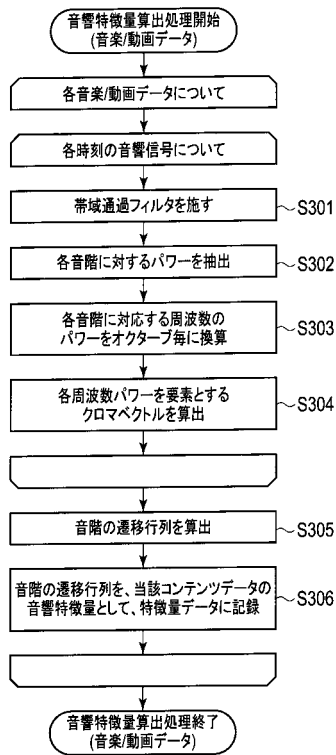 音響特徴量算出処理開始
(音楽/動画データ)
各音楽/動画データについて
各時刻の音響信号について
帯域通過フィルタを施す
S301
各音階に対するパワーを抽出
S302
各音階に対応する周波数の
パワーをオクターブ毎に換算
S303
各周波数パワーを要素とする
クロマベクトルを算出
S304
音階の遷移行列を算出
S305
音階の遷移行列を、当該コンテンツデータの
音響特徴量として、特徴量データに記録
S306
音響特徴量算出処理終了
(音楽/動画データ)